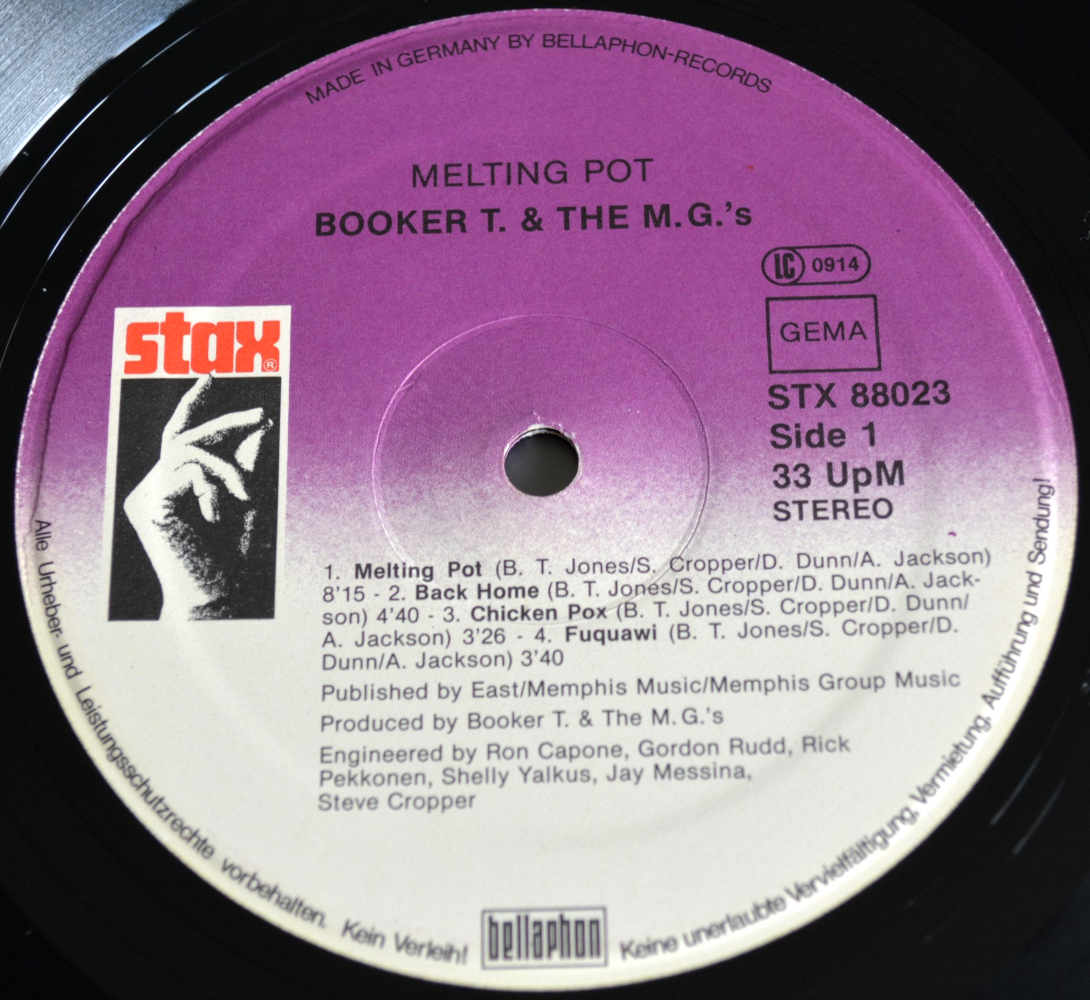 MADE IN GERMANY BY BELLAPHON-RECORDS
MELTING POT
BOOKER T. & THE M.G.'s
LC 0914
GEMA
stax®
STX 88023
Side 1
33 UpM
STEREO
1. Melting Pot (B. T. Jones/S. Cropper/D. Dunn/A. Jackson)
8'15 - 2. Back Home (B. T. Jones/S. Cropper/D. Dunn/A. Jack-
son) 4'40 - 3. Chicken Pox (B. T. Jones/S. Cropper/D. Dunn/
A. Jackson) 3'26 - 4. Fuquawi (B. T. Jones/S. Cropper/D.
Dunn/A. Jackson) 3'40
Published by East/Memphis Music/Memphis Group Music
Produced by Booker T. & The M.G.'s
Engineered by Ron Capone, Gordon Rudd, Rick
Pekkonen, Shelly Yalkus, Jay Messina,
Steve Cropper
Alle Urheber- und Leistungsschutzrechte vorbehalten. Kein Verleih!
bellaphon
Keine unerlaubte Vervielfältigung, Vermietung, Aufführung und Sendung!